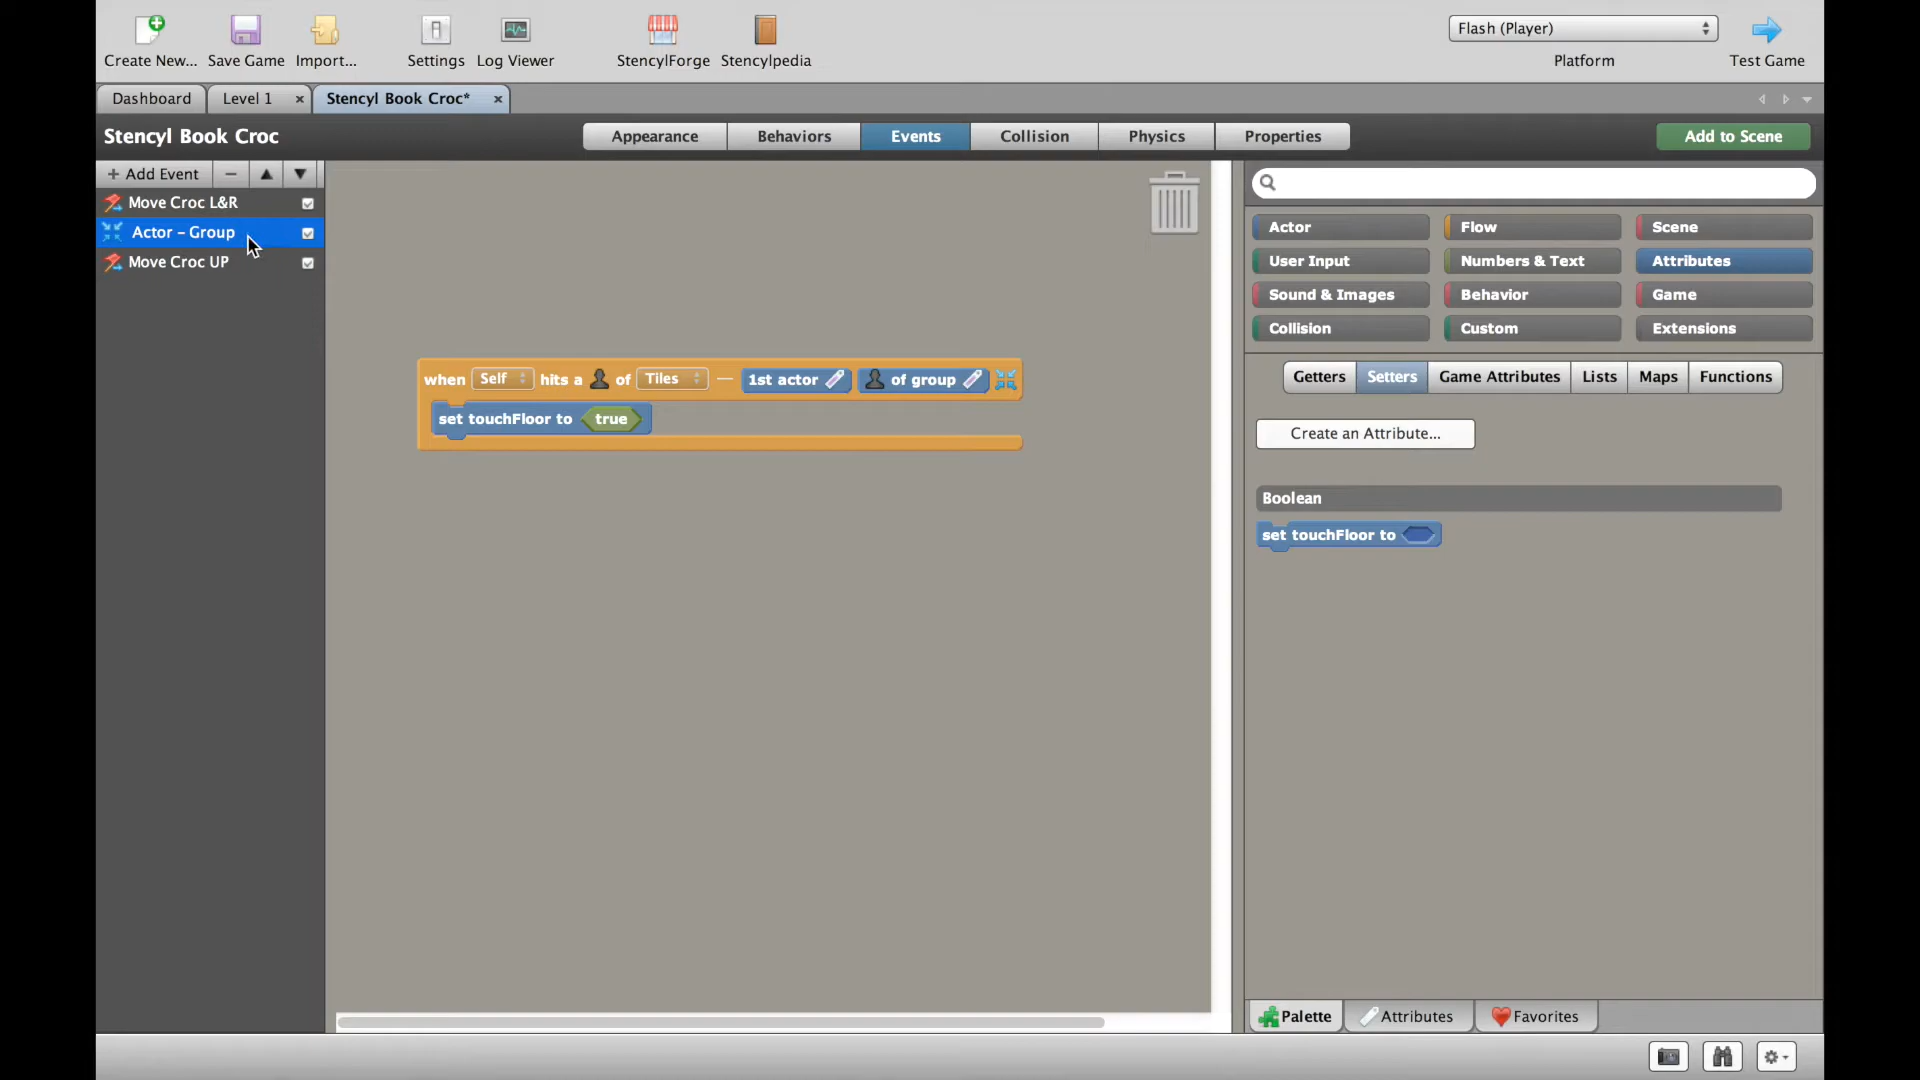 Create New... Save Game Import... Settings Log Viewer StencylForge Stencylpedia Flash (Player) Platform Test Game
Dashboard Level 1 × Stencyl Book Croc* ×
Stencyl Book Croc Appearance Behaviors Events Collision Physics Properties Add to Scene
+ Add Event −
Move Croc L&R
Actor – Group
Move Croc UP
when Self hits a of Tiles — 1st actor of group
set touchFloor to true
Actor Flow Scene
User Input Numbers & Text Attributes
Sound & Images Behavior Game
Collision Custom Extensions
Getters Setters Game Attributes Lists Maps Functions
Create an Attribute...
Boolean
set touchFloor to
Palette Attributes Favorites